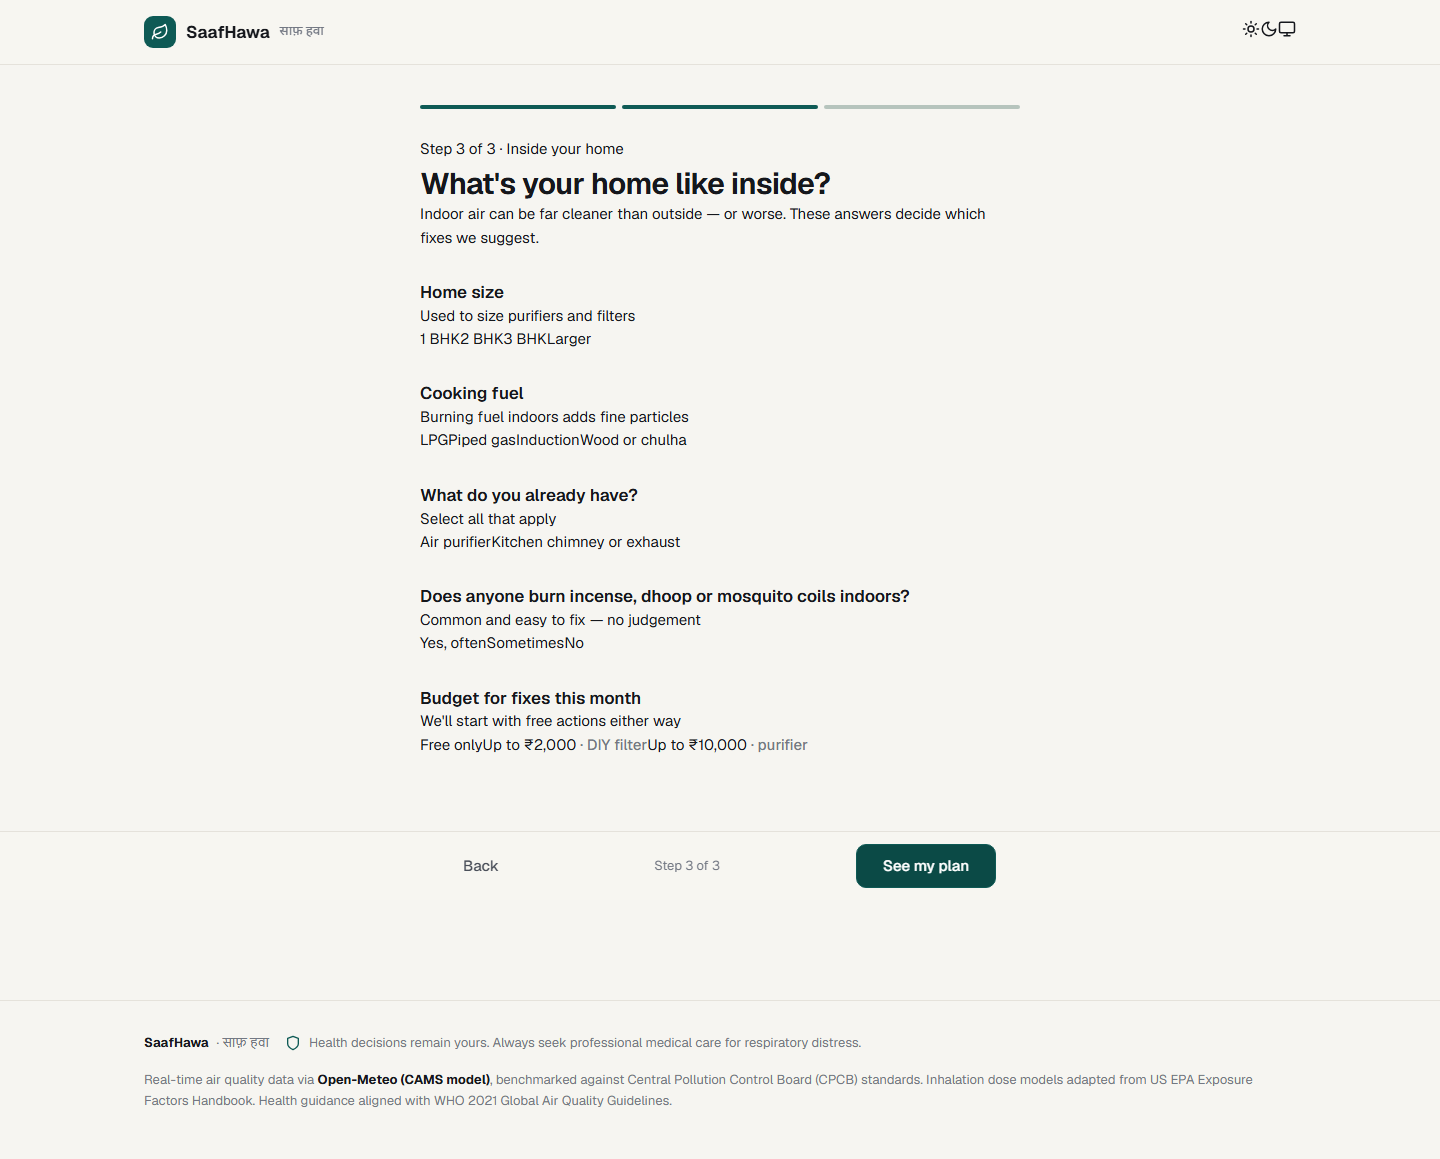 SaafHawa साफ़ हवा
Step 3 of 3 · Inside your home
What's your home like inside?
Indoor air can be far cleaner than outside — or worse. These answers decide which
fixes we suggest.
Home size
Used to size purifiers and filters
1 BHK2 BHK3 BHKLarger
Cooking fuel
Burning fuel indoors adds fine particles
LPGPiped gasInductionWood or chulha
What do you already have?
Select all that apply
Air purifierKitchen chimney or exhaust
Does anyone burn incense, dhoop or mosquito coils indoors?
Common and easy to fix — no judgement
Yes, oftenSometimesNo
Budget for fixes this month
We'll start with free actions either way
Free onlyUp to ₹2,000 · DIY filterUp to ₹10,000 · purifier
Back Step 3 of 3 See my plan
SaafHawa · साफ़ हवा Health decisions remain yours. Always seek professional medical care for respiratory distress.
Real-time air quality data via Open-Meteo (CAMS model), benchmarked against Central Pollution Control Board (CPCB) standards. Inhalation dose models adapted from US EPA Exposure
Factors Handbook. Health guidance aligned with WHO 2021 Global Air Quality Guidelines.